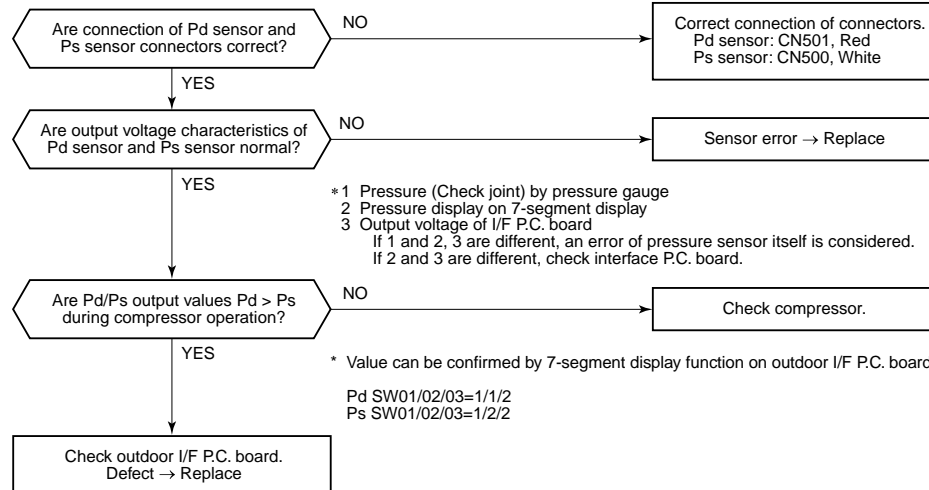 Are connection of Pd sensor and
Ps sensor connectors correct?
NO
Correct connection of connectors.
Pd sensor: CN501, Red
Ps sensor: CN500, White
YES
Are output voltage characteristics of
Pd sensor and Ps sensor normal?
NO
Sensor error → Replace
YES
*1 Pressure (Check joint) by pressure gauge
2 Pressure display on 7-segment display
3 Output voltage of I/F P.C. board
If 1 and 2, 3 are different, an error of pressure sensor itself is considered.
If 2 and 3 are different, check interface P.C. board.
Are Pd/Ps output values Pd > Ps
during compressor operation?
NO
Check compressor.
YES
* Value can be confirmed by 7-segment display function on outdoor I/F P.C. board
Pd SW01/02/03=1/1/2
Ps SW01/02/03=1/2/2
Check outdoor I/F P.C. board.
Defect → Replace